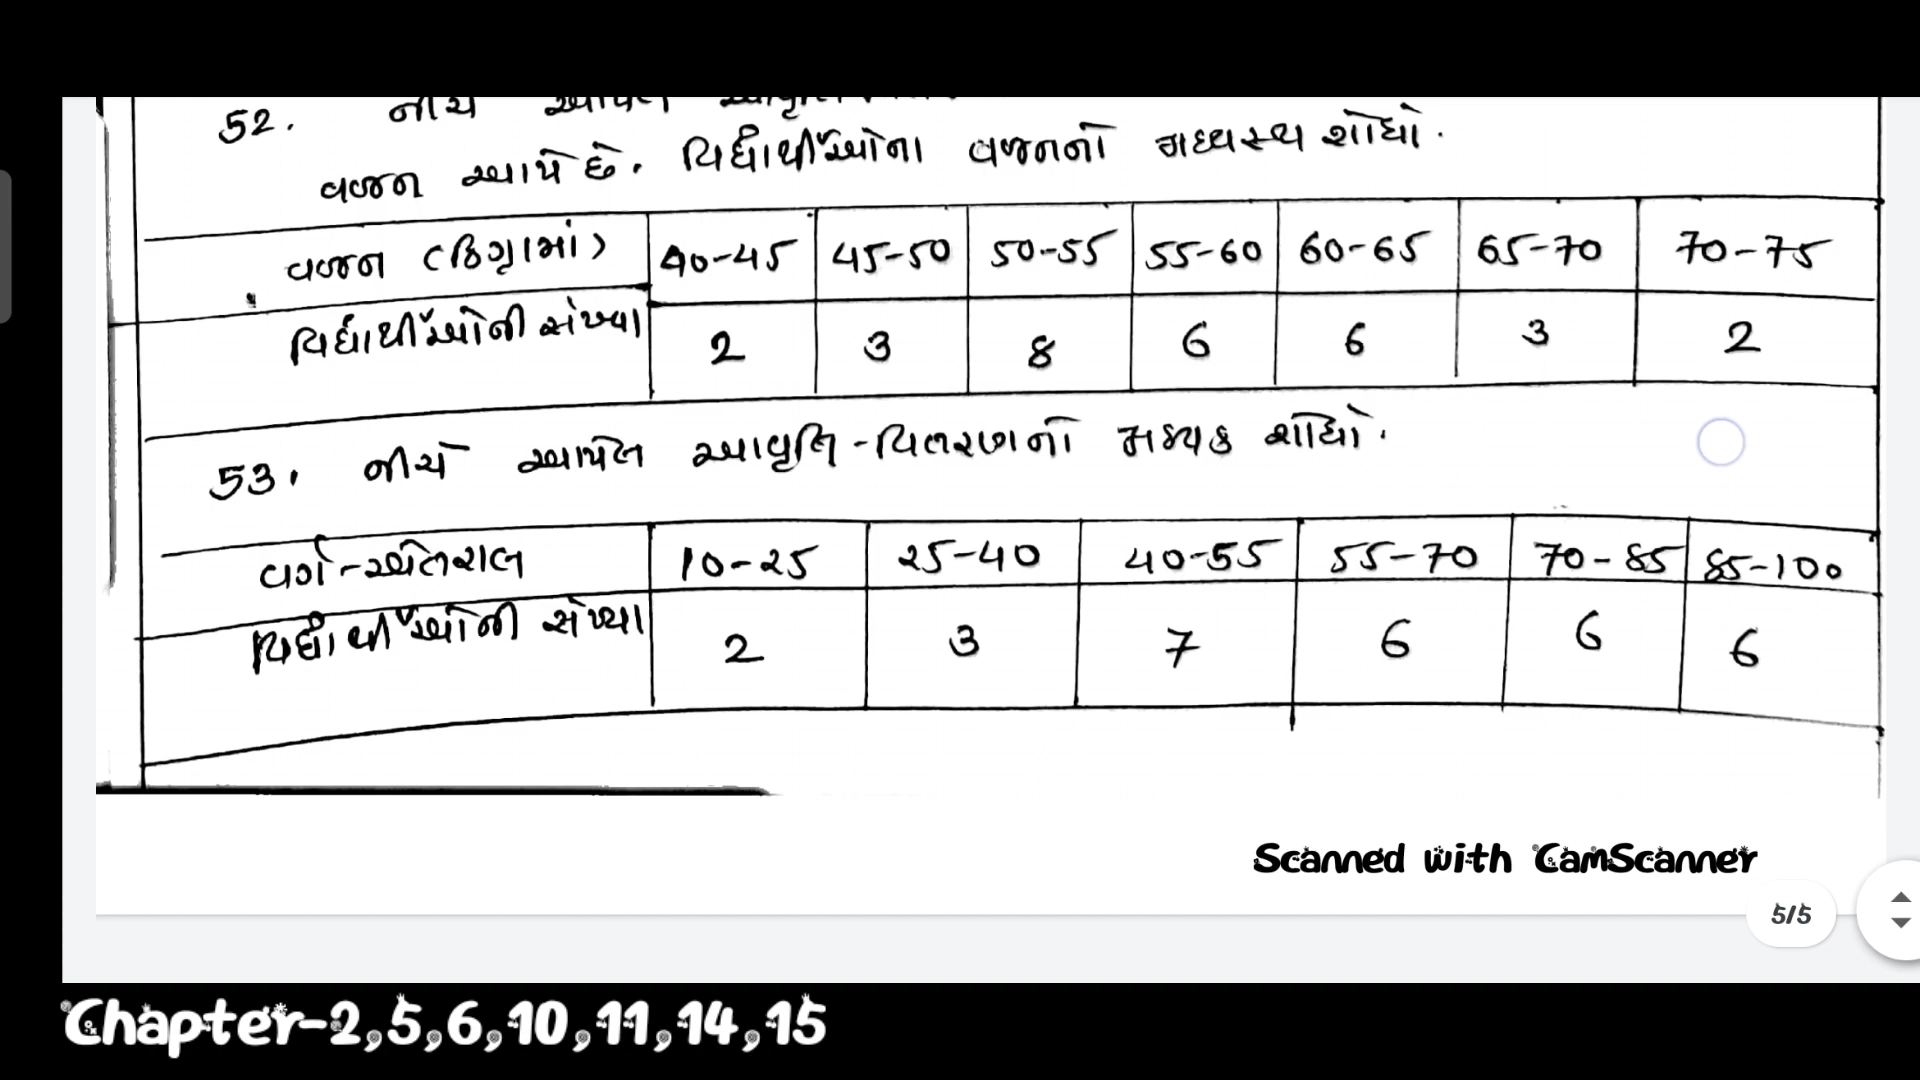 52. નીચે આપેલ
વજન આપે છે. વિદ્યાર્થીઓના વજનનો મધ્યસ્થ શોધો.
વજન (કિગ્રામાં) 40-45 45-50 50-55 55-60 60-65 65-70 70-75
વિદ્યાર્થીઓની સંખ્યા 2 3 8 6 6 3 2
53. નીચે આપેલ આવૃત્તિ-વિતરણનો મધ્યક શોધો.
વર્ગ-અંતરાલ 10-25 25-40 40-55 55-70 70-85 85-100
વિદ્યાર્થીઓની સંખ્યા 2 3 7 6 6 6
Scanned with CamScanner
5/5
Chapter-2,5,6,10,11,14,15